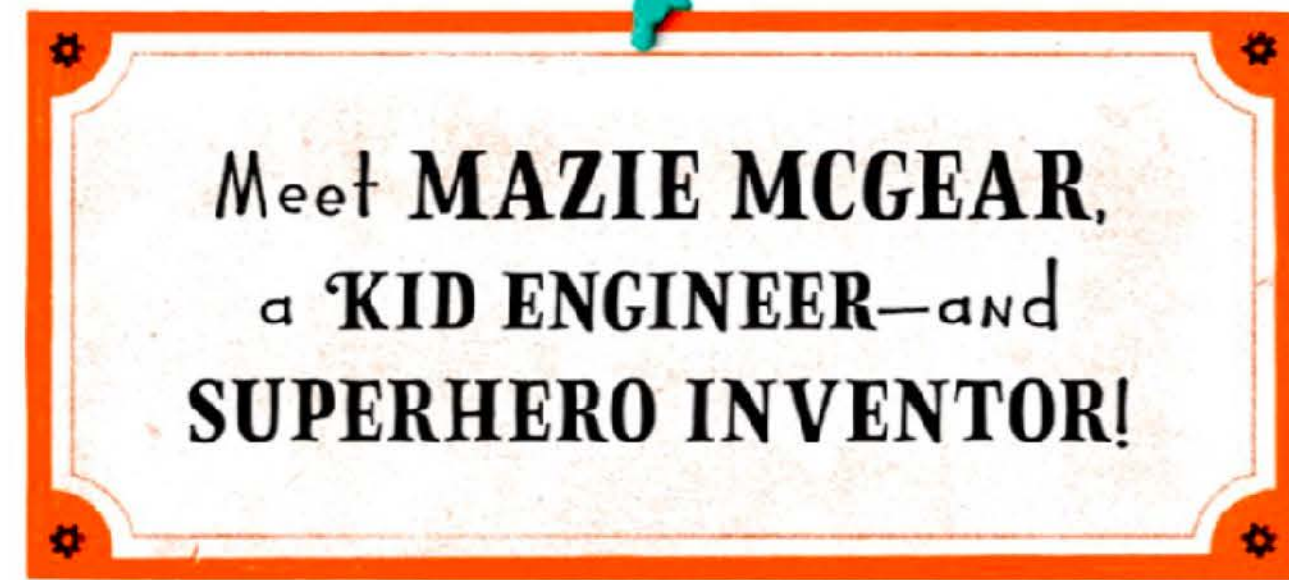 Meet MAZIE MCGEAR,
a KID ENGINEER—and
SUPERHERO INVENTOR!